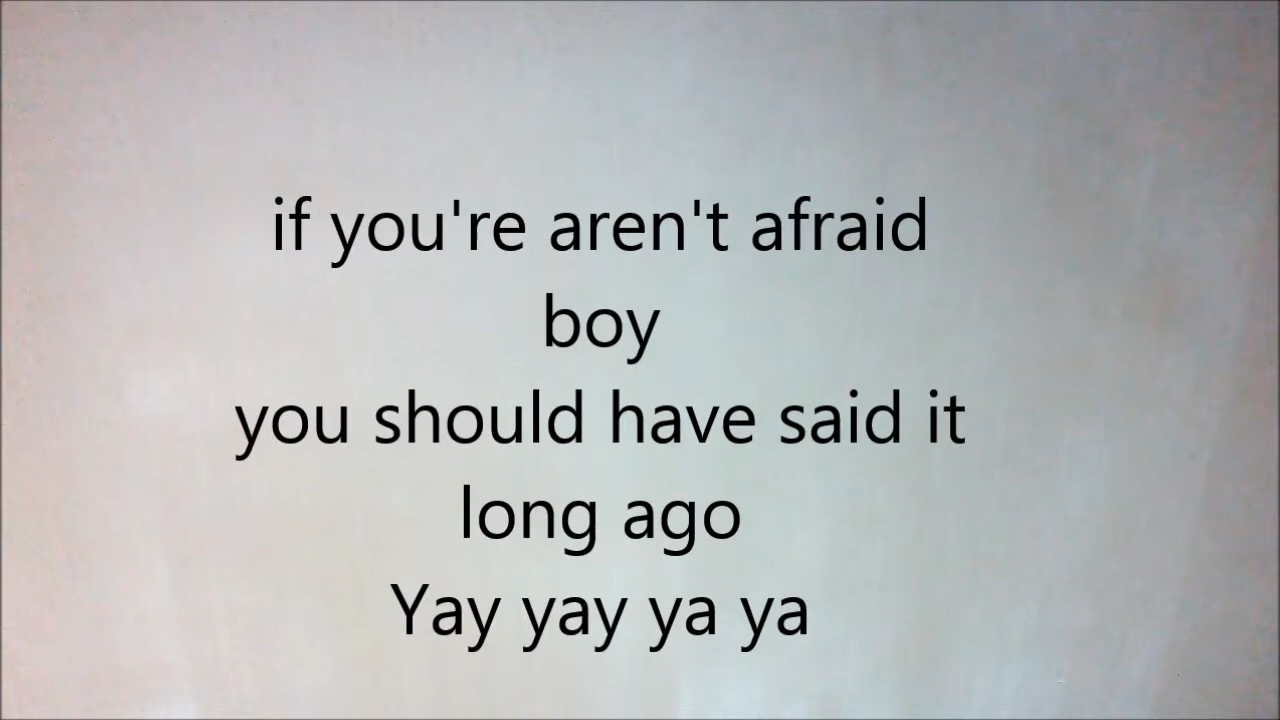 if you're aren't afraid
boy
you should have said it
long ago
Yay yay ya ya